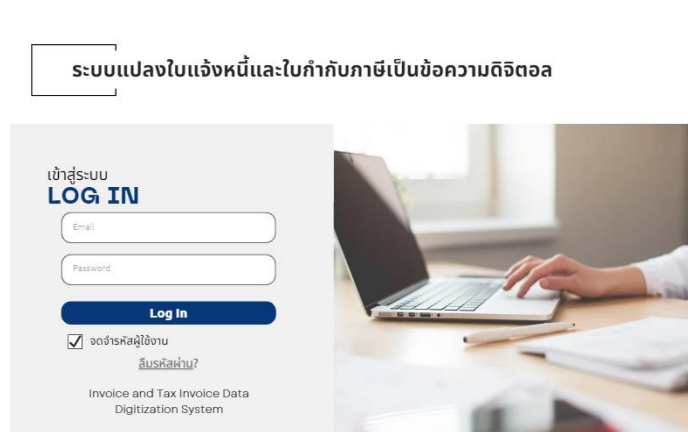 ระบบแปลงใบแจ้งหนี้และใบกำกับภาษีเป็นข้อความดิจิตอล
เข้าสู่ระบบ
LOG IN
Email
Password
Log In
จดจำรหัสผู้ใช้งาน
ลืมรหัสผ่าน?
Invoice and Tax Invoice Data
Digitization System